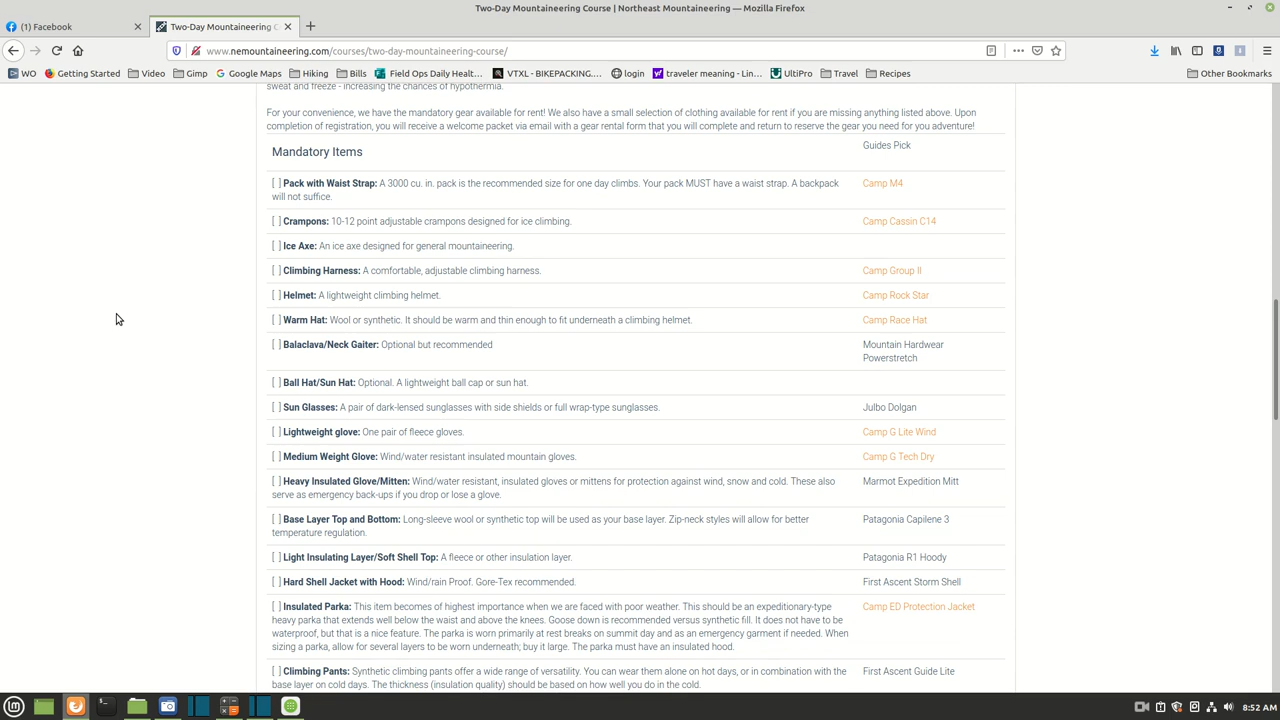 Two-Day Mountaineering Course | Northeast Mountaineering — Mozilla Firefox
(1) Facebook
Two-Day Mountaineering C
www.nemountaineering.com/courses/two-day-mountaineering-course/
WO Getting Started Video Gimp Google Maps Hiking Bills Field Ops Daily Healt… VTXL - BIKEPACKING.… login traveler meaning - Lin… UltiPro Travel Recipes Other Bookmarks
sweat and freeze - increasing the chances of hypothermia.
For your convenience, we have the mandatory gear available for rent! We also have a small selection of clothing available for rent if you are missing anything listed above. Upon
completion of registration, you will receive a welcome packet via email with a gear rental form that you will complete and return to reserve the gear you need for you adventure!
Mandatory Items
Guides Pick
[ ] Pack with Waist Strap: A 3000 cu. in. pack is the recommended size for one day climbs. Your pack MUST have a waist strap. A backpack
will not suffice.
Camp M4
[ ] Crampons: 10-12 point adjustable crampons designed for ice climbing.
Camp Cassin C14
[ ] Ice Axe: An ice axe designed for general mountaineering.
[ ] Climbing Harness: A comfortable, adjustable climbing harness.
Camp Group II
[ ] Helmet: A lightweight climbing helmet.
Camp Rock Star
[ ] Warm Hat: Wool or synthetic. It should be warm and thin enough to fit underneath a climbing helmet.
Camp Race Hat
[ ] Balaclava/Neck Gaiter: Optional but recommended
Mountain Hardwear
Powerstretch
[ ] Ball Hat/Sun Hat: Optional. A lightweight ball cap or sun hat.
[ ] Sun Glasses: A pair of dark-lensed sunglasses with side shields or full wrap-type sunglasses.
Julbo Dolgan
[ ] Lightweight glove: One pair of fleece gloves.
Camp G Lite Wind
[ ] Medium Weight Glove: Wind/water resistant insulated mountain gloves.
Camp G Tech Dry
[ ] Heavy Insulated Glove/Mitten: Wind/water resistant, insulated gloves or mittens for protection against wind, snow and cold. These also
serve as emergency back-ups if you drop or lose a glove.
Marmot Expedition Mitt
[ ] Base Layer Top and Bottom: Long-sleeve wool or synthetic top will be used as your base layer. Zip-neck styles will allow for better
temperature regulation.
Patagonia Capilene 3
[ ] Light Insulating Layer/Soft Shell Top: A fleece or other insulation layer.
Patagonia R1 Hoody
[ ] Hard Shell Jacket with Hood: Wind/rain Proof. Gore-Tex recommended.
First Ascent Storm Shell
[ ] Insulated Parka: This item becomes of highest importance when we are faced with poor weather. This should be an expeditionary-type
heavy parka that extends well below the waist and above the knees. Goose down is recommended versus synthetic fill. It does not have to be
waterproof, but that is a nice feature. The parka is worn primarily at rest breaks on summit day and as an emergency garment if needed. When
sizing a parka, allow for several layers to be worn underneath; buy it large. The parka must have an insulated hood.
Camp ED Protection Jacket
[ ] Climbing Pants: Synthetic climbing pants offer a wide range of versatility. You can wear them alone on hot days, or in combination with the
base layer on cold days. The thickness (insulation quality) should be based on how well you do in the cold.
First Ascent Guide Lite
8:52 AM